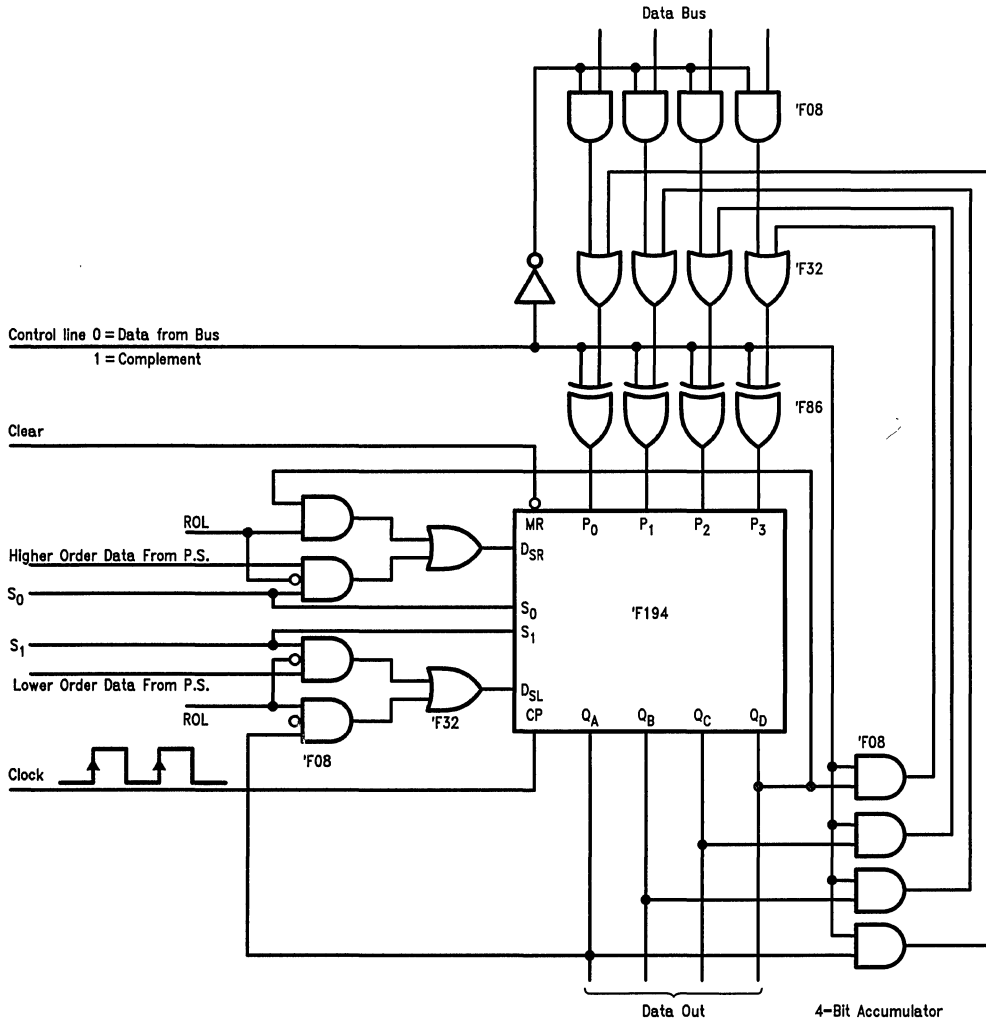 Data Bus
'F08
'F32
Control line 0 = Data from Bus
1 = Complement
'F86
Clear
ROL
MR
P0
P1
P2
P3
Higher Order Data From P.S.
DSR
S0
S0
'F194
S1
S1
Lower Order Data From P.S.
DSL
ROL
'F32
CP
QA
QB
QC
QD
'F08
'F08
Clock
Data Out
4-Bit Accumulator